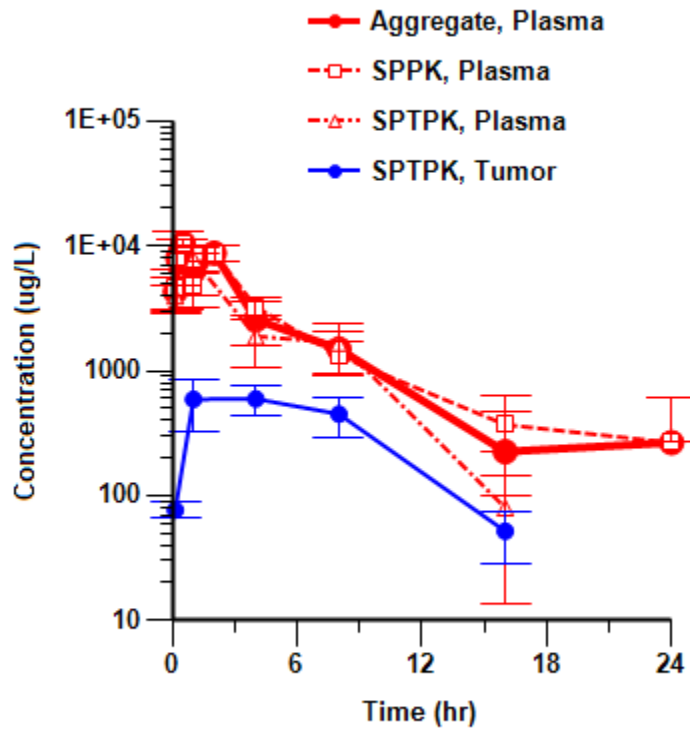 Aggregate, Plasma
SPPK, Plasma
SPTPK, Plasma
SPTPK, Tumor
1E+05
1E+04
1000
100
10
Concentration (ug/L)
0 6 12 18 24
Time (hr)